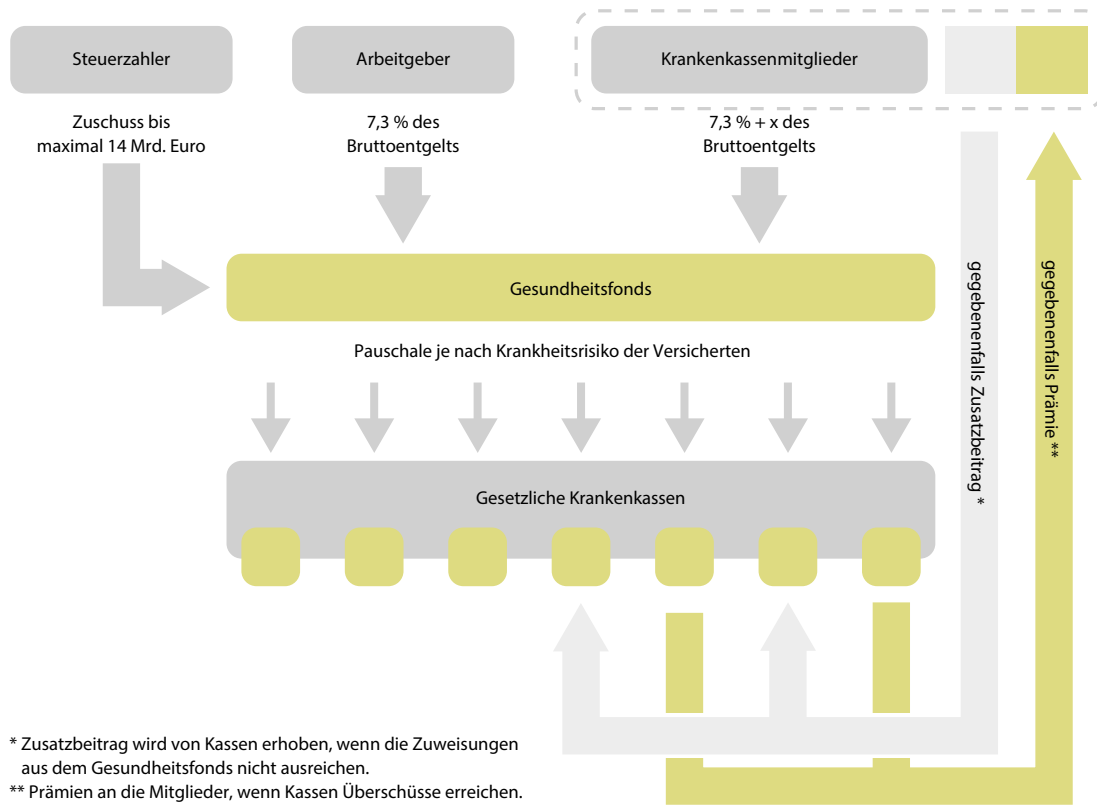 Steuerzahler
Arbeitgeber
Krankenkassenmitglieder
Zuschuss bis
maximal 14 Mrd. Euro
7,3 % des
Bruttoentgelts
7,3 % + x des
Bruttoentgelts
Gesundheitsfonds
Pauschale je nach Krankheitsrisiko der Versicherten
Gesetzliche Krankenkassen
gegebenenfalls Zusatzbeitrag *
gegebenenfalls Prämie **
* Zusatzbeitrag wird von Kassen erhoben, wenn die Zuweisungen
aus dem Gesundheitsfonds nicht ausreichen.
** Prämien an die Mitglieder, wenn Kassen Überschüsse erreichen.